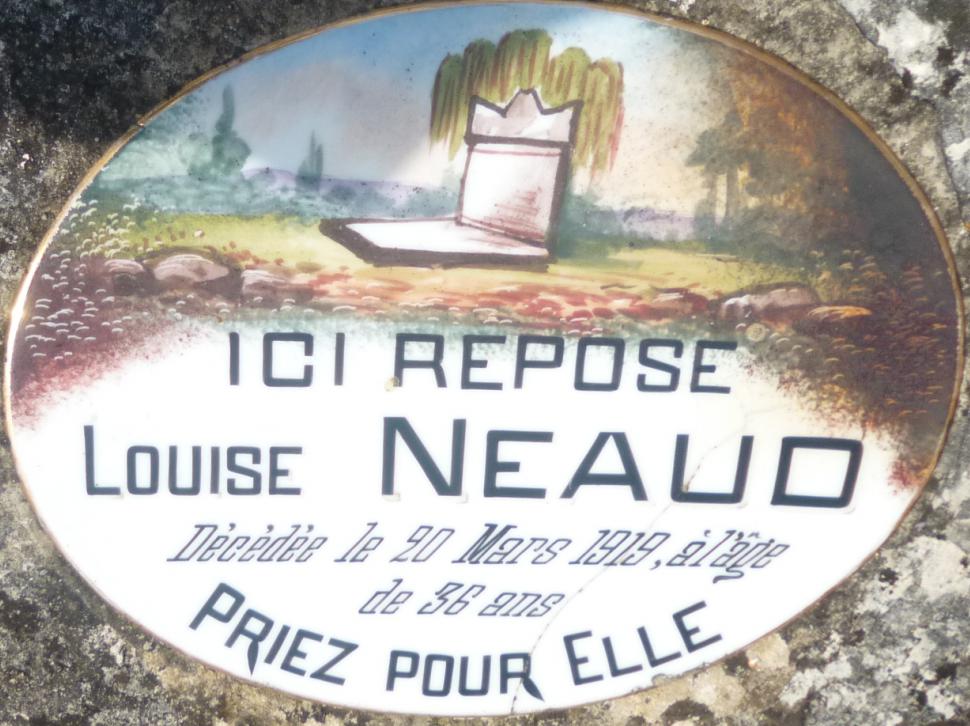 ICI REPOSE
LOUISE NEAUD
Décédée le 20 Mars 1919, à l'âge
de 36 ans
PRIEZ POUR ELLE